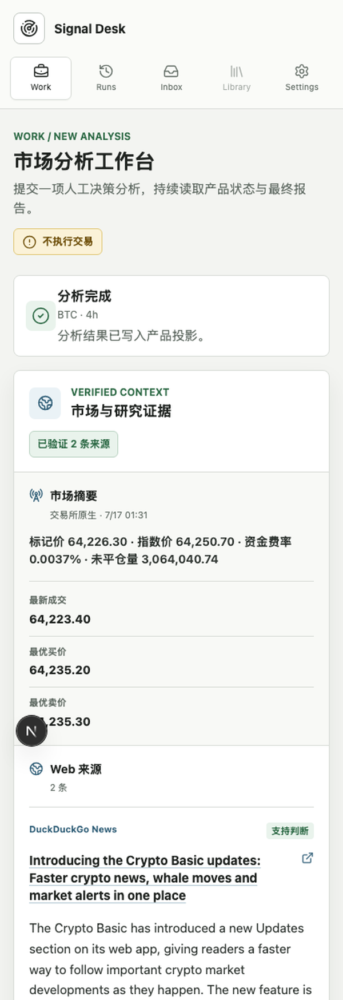 Signal Desk
Work
Runs
Inbox
Library
Settings
WORK / NEW ANALYSIS
市场分析工作台
提交一项人工决策分析，持续读取产品状态与最终报
告。
不执行交易
分析完成
BTC · 4h
分析结果已写入产品投影。
VERIFIED CONTEXT
市场与研究证据
已验证 2 条来源
市场摘要
交易所原生 · 7/17 01:31
标记价 64,226.30 · 指数价 64,250.70 · 资金费率
0.0037% · 未平仓量 3,064,040.74
最新成交
64,223.40
最优买价
64,235.20
最优卖价
,235.30
N
Web 来源
2 条
DuckDuckGo News
支持判断
Introducing the Crypto Basic updates:
Faster crypto news, whale moves and
market alerts in one place
The Crypto Basic has introduced a new Updates
section on its web app, giving readers a faster
way to follow important crypto market
developments as they happen. The new feature is